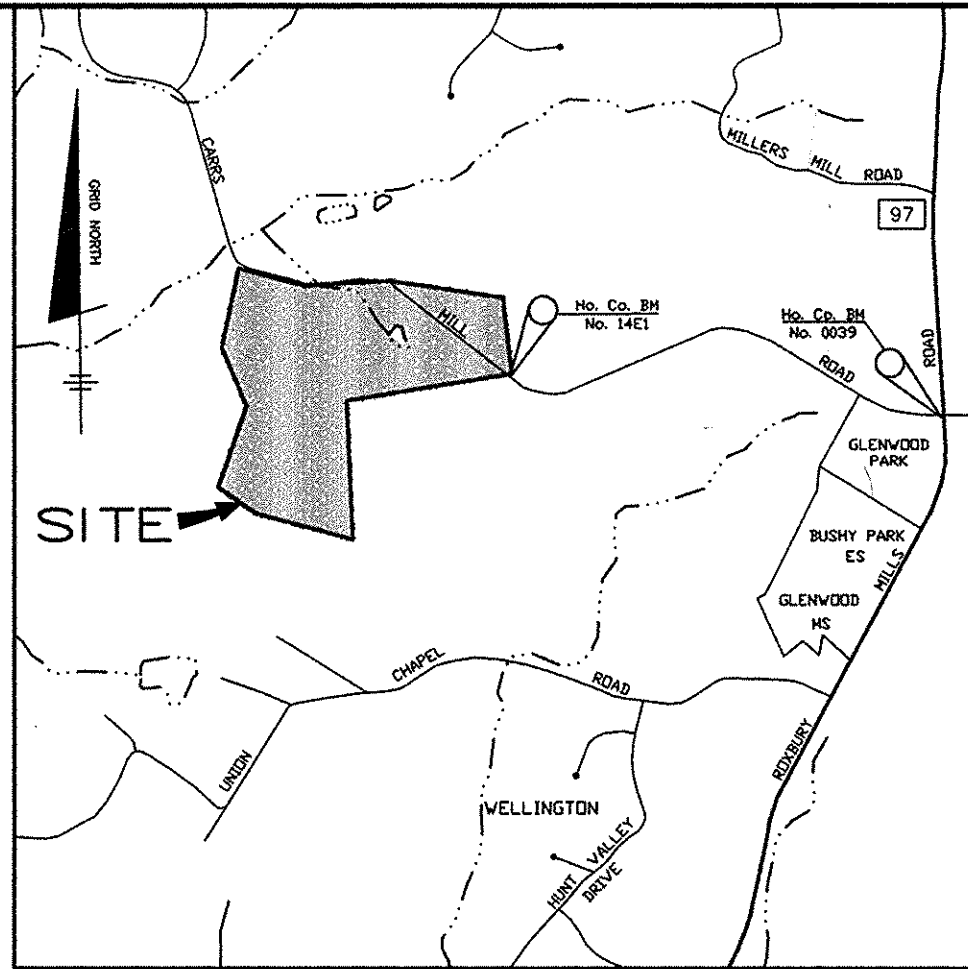 CARRS
MILLERS MILL ROAD
GRID NORTH
97
MILL
Ho. Co. BM
No. 14E1
Ho. Co. BM
No. 0039
ROAD
ROAD
GLENWOOD
PARK
SITE
BUSHY PARK
ES
MILLS
GLENWOOD
MS
CHAPEL
ROAD
UNION
ROXBURY
WELLINGTON
HUNT VALLEY
DRIVE